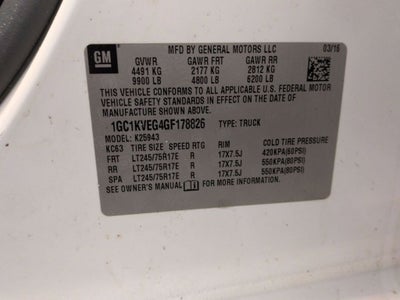 MFD BY GENERAL MOTORS LLC 03/16
GM
GVWR GAWR FRT GAWR RR
4491 KG 2177 KG 2812 KG
9900 LB 4800 LB 6200 LB
THIS VEHICLE CONFORMS TO ALL APPLICABLE U.S. FEDERAL MOTOR
VEHICLE SAFETY STANDARDS IN EFFECT ON THE DATE OF
MANUFACTURE SHOWN ABOVE.
1GC1KVEG4GF178826 TYPE: TRUCK
MODEL: K25943
KC63 TIRE SIZE SPEED RTG RIM COLD TIRE PRESSURE
FRT LT245/75R17E R 17X7.5J 420KPA(60PSI)
RR LT245/75R17E R 17X7.5J 550KPA(80PSI)
SPA LT245/75R17E R 17X7.5J 550KPA(80PSI)
SEE OWNER'S MANUAL FOR MORE INFORMATION.